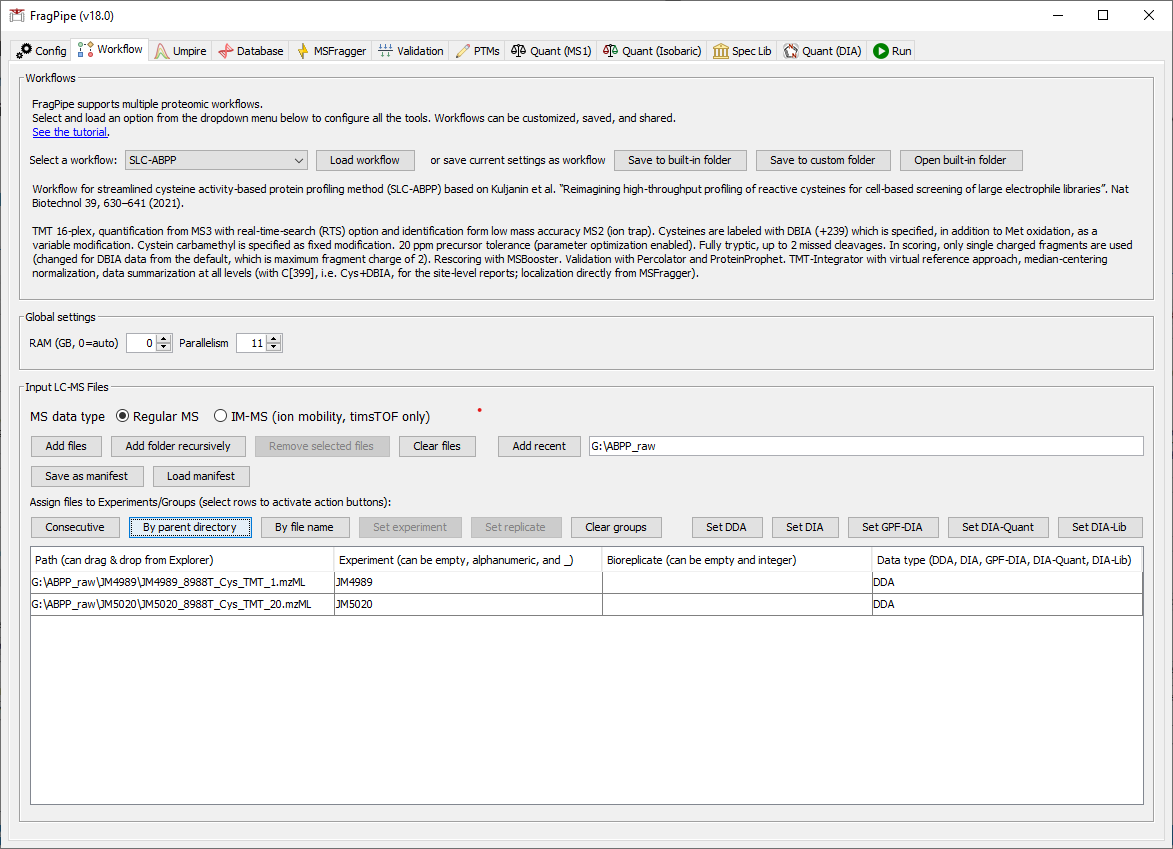 FragPipe (v18.0)
Config Workflow Umpire Database MSFragger Validation PTMs Quant (MS1) Quant (Isobaric) Spec Lib Quant (DIA) Run
Workflows
FragPipe supports multiple proteomic workflows.
Select and load an option from the dropdown menu below to configure all the tools. Workflows can be customized, saved, and shared.
See the tutorial.
Select a workflow: SLC-ABPP Load workflow or save current settings as workflow Save to built-in folder Save to custom folder Open built-in folder
Workflow for streamlined cysteine activity-based protein profiling method (SLC-ABPP) based on Kuljanin et al. "Reimagining high-throughput profiling of reactive cysteines for cell-based screening of large electrophile libraries". Nat
Biotechnol 39, 630–641 (2021).
TMT 16-plex, quantification from MS3 with real-time-search (RTS) option and identification form low mass accuracy MS2 (ion trap). Cysteines are labeled with DBIA (+239) which is specified, in addition to Met oxidation, as a
variable modification. Cystein carbamethyl is specified as fixed modification. 20 ppm precursor tolerance (parameter optimization enabled). Fully tryptic, up to 2 missed cleavages. In scoring, only single charged fragments are used
(changed for DBIA data from the default, which is maximum fragment charge of 2). Rescoring with MSBooster. Validation with Percolator and ProteinProphet. TMT-Integrator with virtual reference approach, median-centering
normalization, data summarization at all levels (with C[399], i.e. Cys+DBIA, for the site-level reports; localization directly from MSFragger).
Global settings
RAM (GB, 0=auto) 0 Parallelism 11
Input LC-MS Files
MS data type Regular MS IM-MS (ion mobility, timsTOF only)
Add files Add folder recursively Remove selected files Clear files Add recent G:\ABPP_raw
Save as manifest Load manifest
Assign files to Experiments/Groups (select rows to activate action buttons):
Consecutive By parent directory By file name Set experiment Set replicate Clear groups Set DDA Set DIA Set GPF-DIA Set DIA-Quant Set DIA-Lib
Path (can drag & drop from Explorer) Experiment (can be empty, alphanumeric, and _) Bioreplicate (can be empty and integer) Data type (DDA, DIA, GPF-DIA, DIA-Quant, DIA-Lib)
G:\ABPP_raw\JM4989\JM4989_8988T_Cys_TMT_1.mzML JM4989 DDA
G:\ABPP_raw\JM5020\JM5020_8988T_Cys_TMT_20.mzML JM5020 DDA